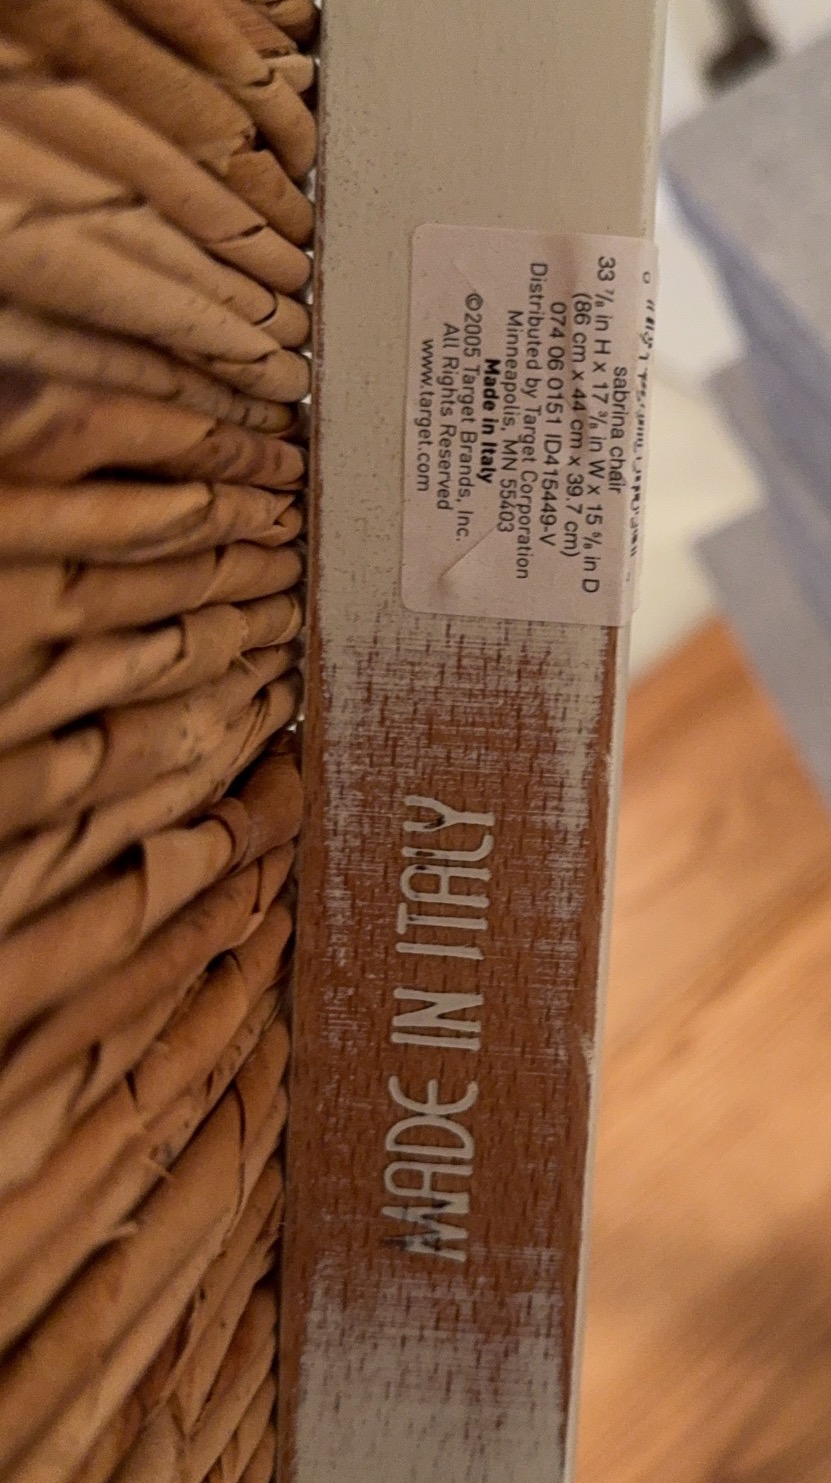 sabrina chair
33 ⅞ in H x 17 ⅜ in W x 15 ⅝ in D
(86 cm x 44 cm x 39.7 cm)
074 06 0151 ID415449-V
Distributed by Target Corporation
Minneapolis, MN 55403
Made in Italy
©2005 Target Brands, Inc.
All Rights Reserved
www.target.com
MADE IN ITALY